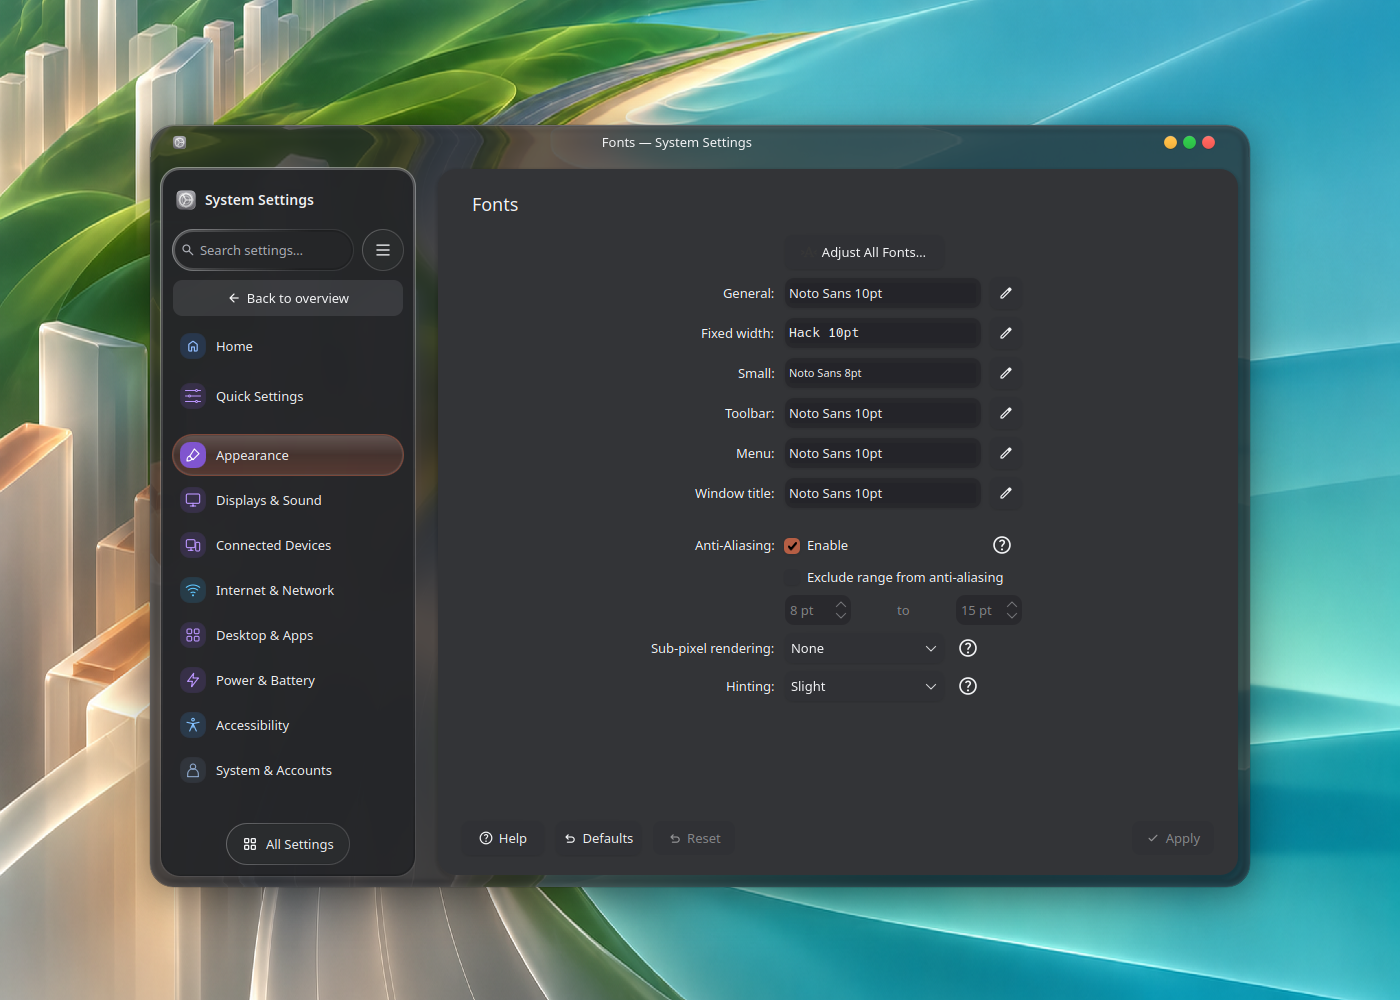 Fonts — System Settings
System Settings
Search settings...
Back to overview
Home
Quick Settings
Appearance
Displays & Sound
Connected Devices
Internet & Network
Desktop & Apps
Power & Battery
Accessibility
System & Accounts
All Settings
Fonts
Adjust All Fonts...
General: Noto Sans 10pt
Fixed width: Hack 10pt
Small: Noto Sans 8pt
Toolbar: Noto Sans 10pt
Menu: Noto Sans 10pt
Window title: Noto Sans 10pt
Anti-Aliasing: Enable
Exclude range from anti-aliasing
8 pt to 15 pt
Sub-pixel rendering: None
Hinting: Slight
Help Defaults Reset Apply